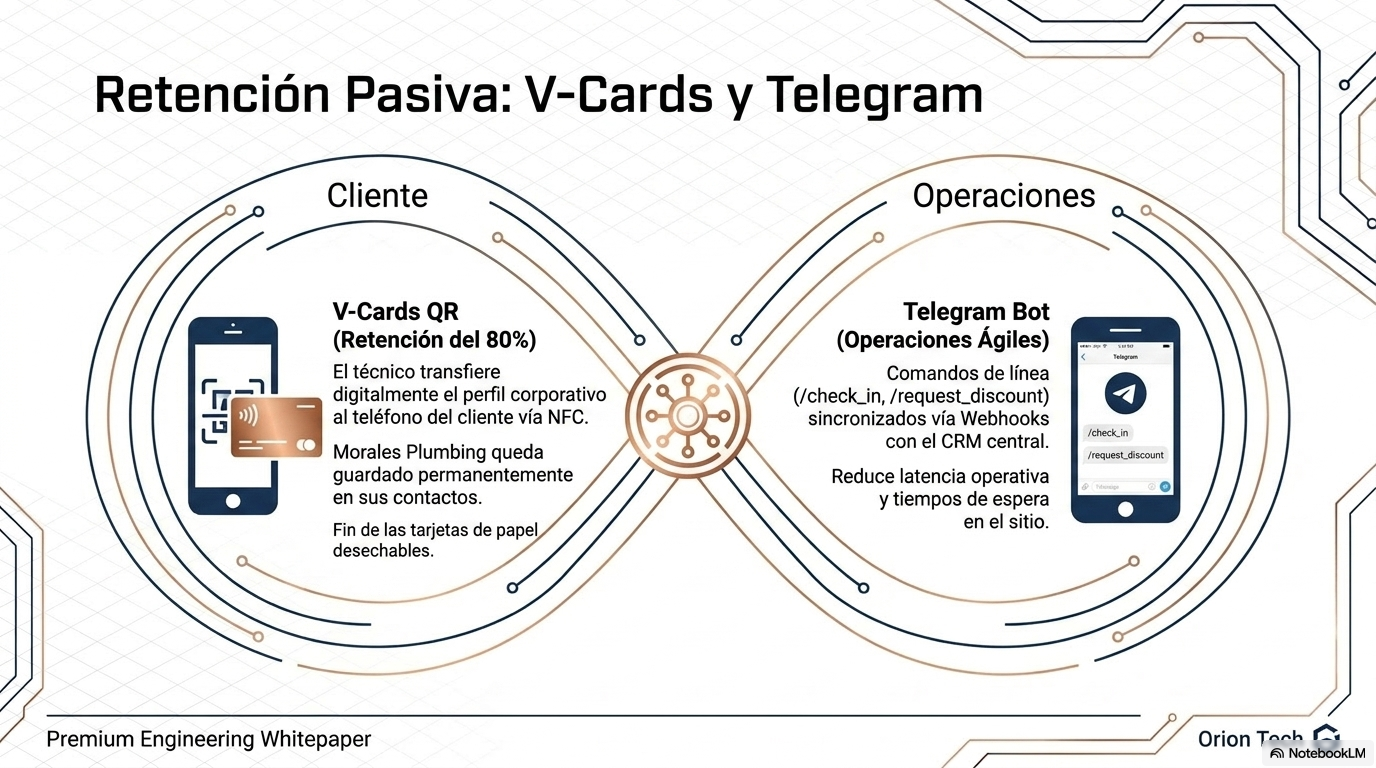 Retención Pasiva: V-Cards y Telegram
Cliente
V-Cards QR
(Retención del 80%)
El técnico transfiere
digitalmente el perfil corporativo
al teléfono del cliente vía NFC.
Morales Plumbing queda
guardado permanentemente
en sus contactos.
Fin de las tarjetas de papel
desechables.
Operaciones
Telegram Bot
(Operaciones Ágiles)
Comandos de línea
(/check_in, /request_discount)
sincronizados vía Webhooks
con el CRM central.
Reduce latencia operativa
y tiempos de espera
en el sitio.
Telegram
/check_in
/request_discount
Premium Engineering Whitepaper
Orion Tech
NotebookLM